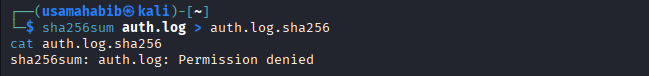 ┌──(usamahabib㉿kali)-[~]
└─$ sha256sum auth.log > auth.log.sha256
cat auth.log.sha256
sha256sum: auth.log: Permission denied